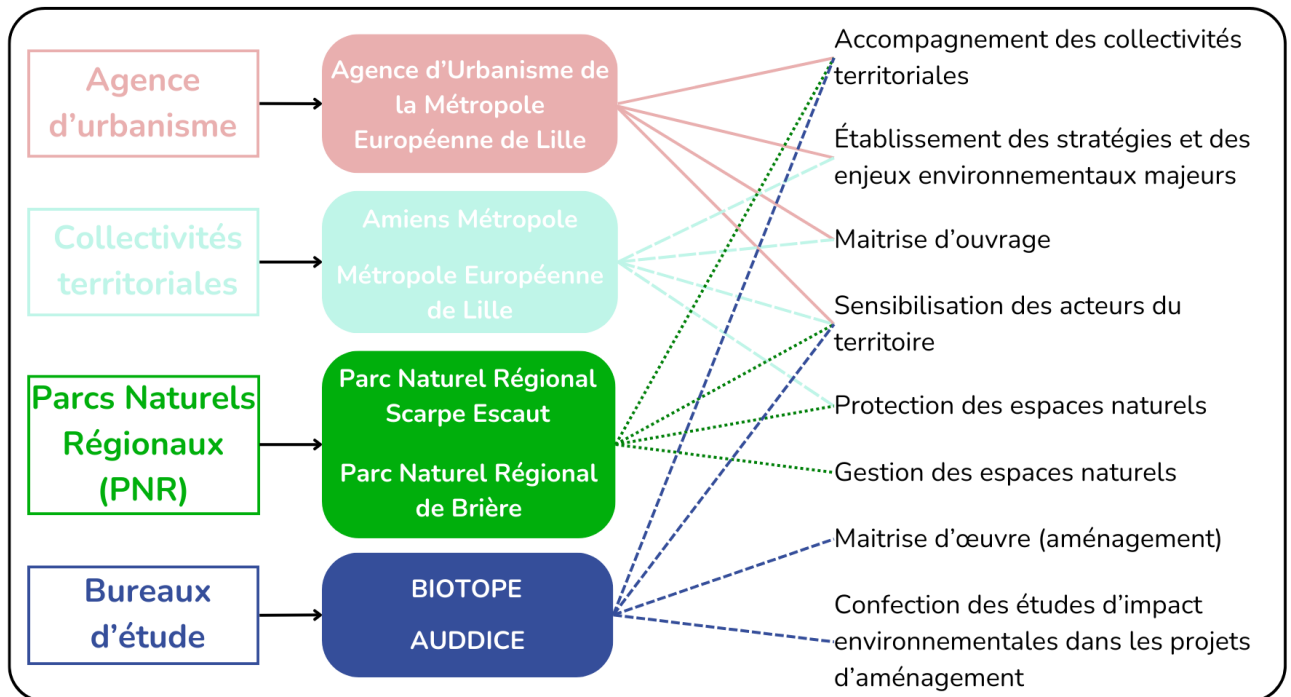 Agence
d'urbanisme
Agence d'Urbanisme de
la Métropole
Européenne de Lille
Collectivités
territoriales
Amiens Métropole
Métropole Européenne
de Lille
Parcs Naturels
Régionaux
(PNR)
Parc Naturel Régional
Scarpe Escaut
Parc Naturel Régional
de Brière
Bureaux
d'étude
BIOTOPE
AUDDICE
Accompagnement des collectivités
territoriales
Établissement des stratégies et des
enjeux environnementaux majeurs
Maitrise d'ouvrage
Sensibilisation des acteurs du
territoire
Protection des espaces naturels
Gestion des espaces naturels
Maitrise d'œuvre (aménagement)
Confection des études d'impact
environnementales dans les projets
d'aménagement